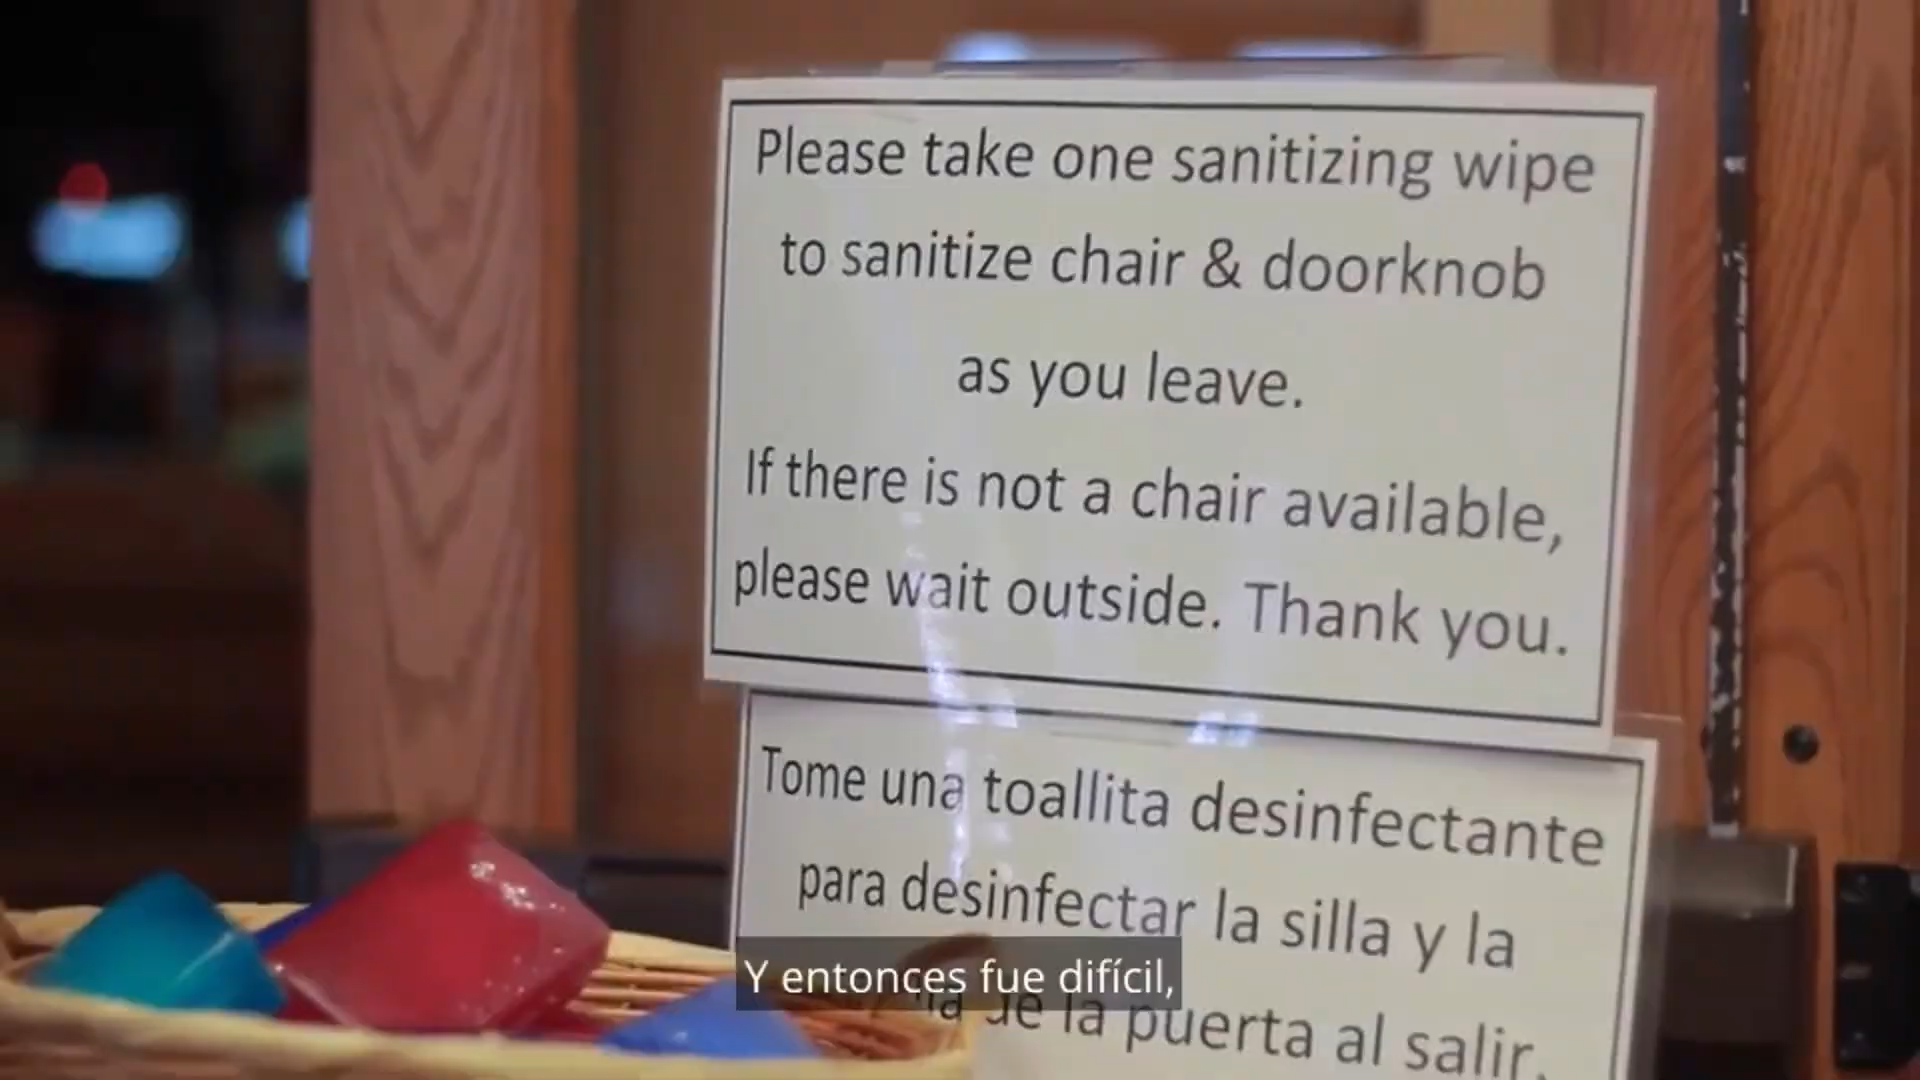 Please take one sanitizing wipe
to sanitize chair & doorknob
as you leave.
If there is not a chair available,
please wait outside. Thank you.
Tome una toallita desinfectante
para desinfectar la silla y la
de la puerta al salir.
Y entonces fue difícil,